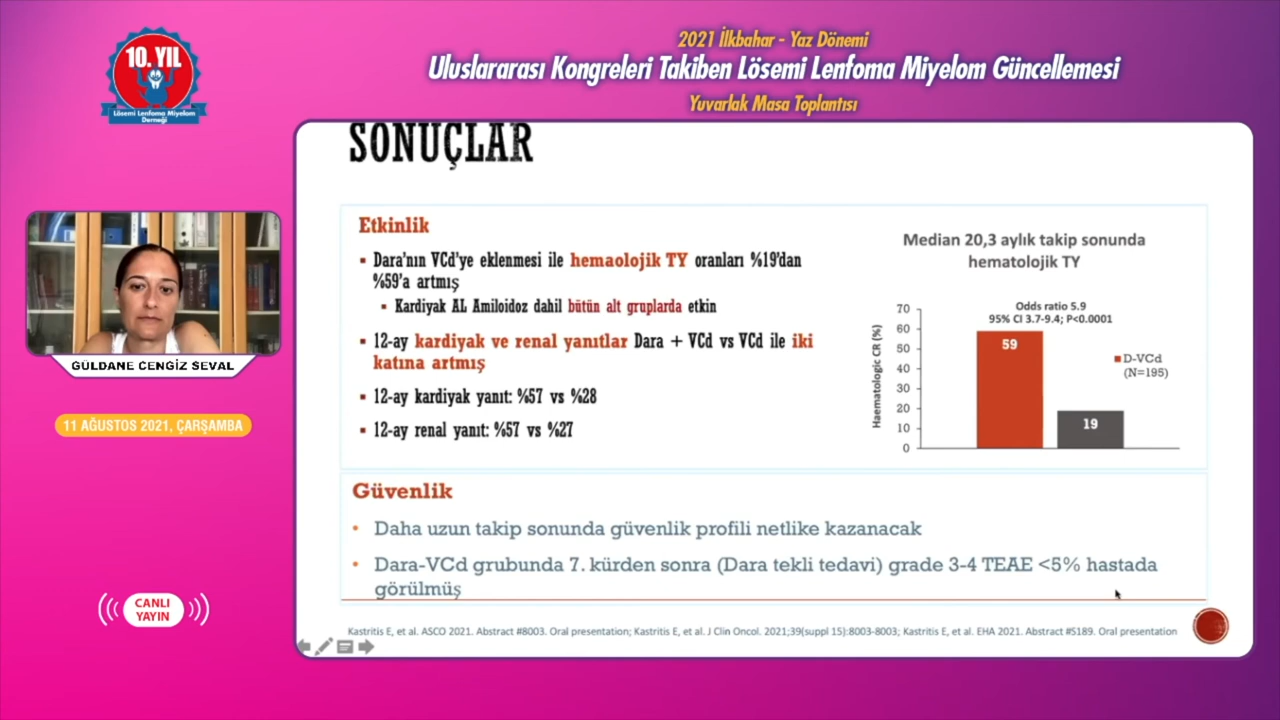 2021 İlkbahar - Yaz Dönemi
Uluslararası Kongreleri Takiben Lösemi Lenfoma Miyelom Güncellemesi
Yuvarlak Masa Toplantısı
10. YIL
Lösemi Lenfoma Miyelom
Derneği
GÜLDANE CENGİZ SEVAL
11 AĞUSTOS 2021, ÇARŞAMBA
CANLI
YAYIN
SONUÇLAR
Etkinlik
▪ Dara'nın VCd'ye eklenmesi ile hemaolojik TY oranları %19'dan
%59'a artmış
▪ Kardiyak AL Amiloidoz dahil bütün alt gruplarda etkin
▪ 12-ay kardiyak ve renal yanıtlar Dara + VCd vs VCd ile iki
katına artmış
▪ 12-ay kardiyak yanıt: %57 vs %28
▪ 12-ay renal yanıt: %57 vs %27
Median 20,3 aylık takip sonunda
hematolojik TY
Odds ratio 5.9
95% CI 3.7-9.4; P<0.0001
Haematologic CR (%)
70
60
50
40
30
20
10
0
59
19
D-VCd
(N=195)
Güvenlik
• Daha uzun takip sonunda güvenlik profili netlike kazanacak
• Dara-VCd grubunda 7. kürden sonra (Dara tekli tedavi) grade 3-4 TEAE <5% hastada
görülmüş
Kastritis E, et al. ASCO 2021. Abstract #8003. Oral presentation; Kastritis E, et al. J Clin Oncol. 2021;39(suppl 15):8003-8003; Kastritis E, et al. EHA 2021. Abstract #S189. Oral presentation